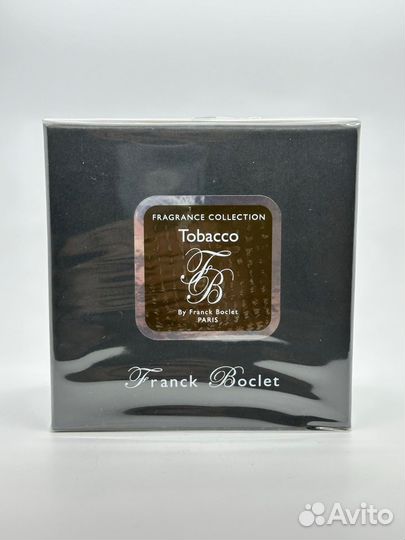 FRAGRANCE COLLECTION
Tobacco
FB
By Franck Boclet
PARIS
Franck Boclet
Avito